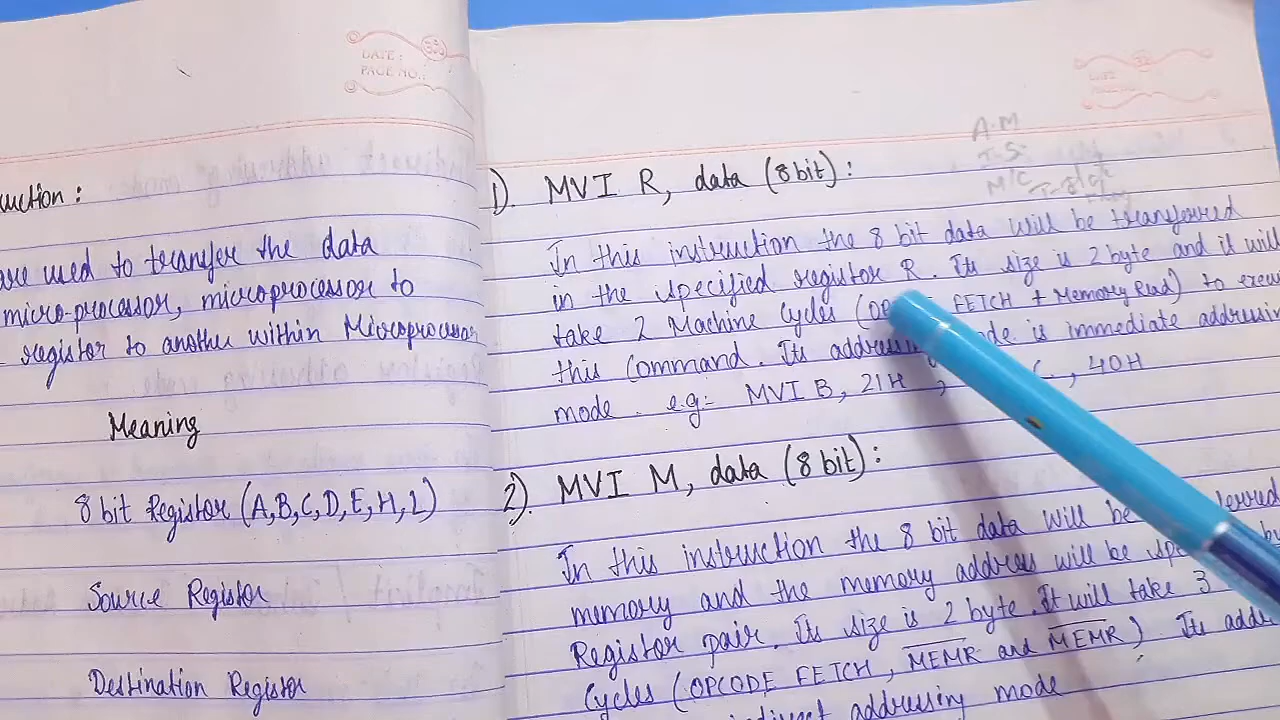 DATE :
PAGE NO.:
uction :
are used to transfer the data
micro-processor, microprocessor to
register to another within Microprocessor
Meaning
8 bit Register (A,B,C,D,E,H,L)
Source Register
Destination Register
A.M
T.S
M/C
1). MVI R, data (8 bit) :
In this instruction the 8 bit data will be transferred
in the specified register R. Its size is 2 byte and it will
take 2 Machine Cycles ( FETCH + Memory Read) to execu
this Command. Its addressing mode is immediate addressin
mode. e.g:- MVI B, 21H , C, 40H
2). MVI M, data (8 bit) :
In this instruction the 8 bit data will be
memory and the memory address will be
Register pair. Its size is 2 byte. It will take 3
Cycles (OPCODE FETCH, MEMR and MEMR). Its addre
addressing mode